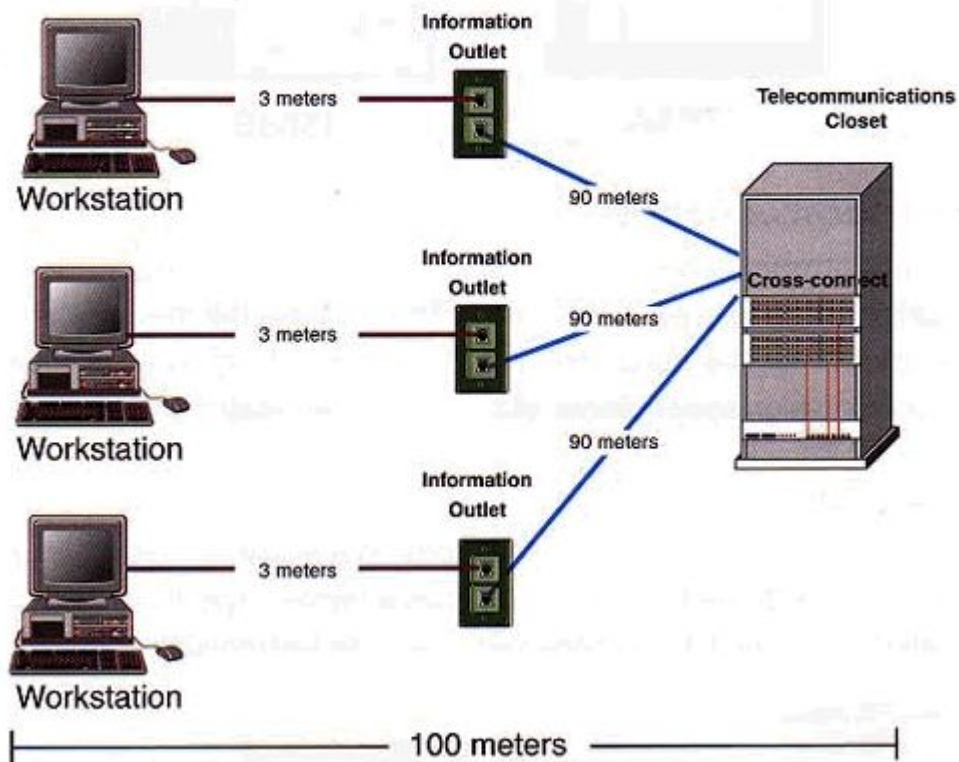 Information
Outlet
3 meters
Telecommunications
Closet
Workstation
90 meters
Information
Outlet
Cross-connect
3 meters
90 meters
Workstation
90 meters
Information
Outlet
3 meters
Workstation
100 meters